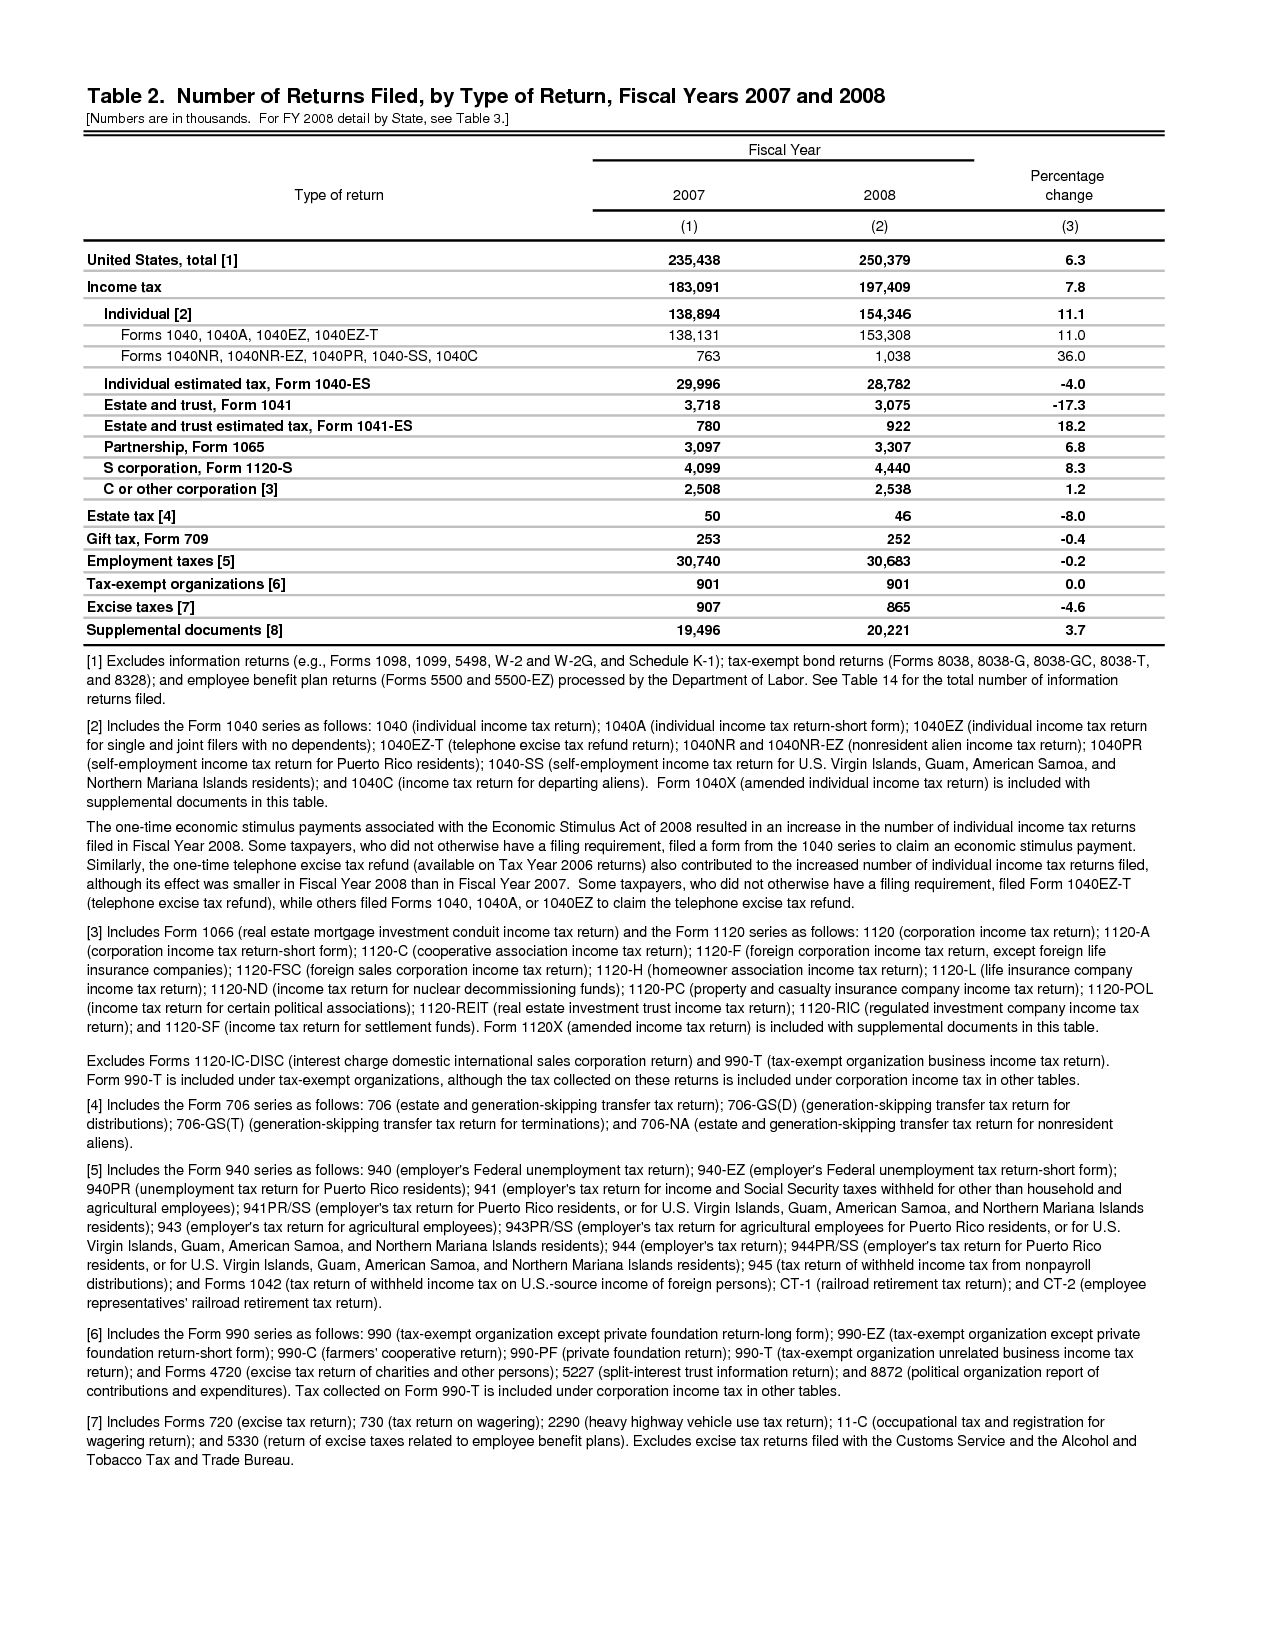 Table 2.  Number of Returns Filed, by Type of Return, Fiscal Years 2007 and 2008
[Numbers are in thousands.  For FY 2008 detail by State, see Table 3.]
Fiscal Year
Percentage
Type of return 2007 2008 change
(1) (2) (3)
United States, total [1] 235,438 250,379 6.3
Income tax 183,091 197,409 7.8
Individual [2] 138,894 154,346 11.1
Forms 1040, 1040A, 1040EZ, 1040EZ-T 138,131 153,308 11.0
Forms 1040NR, 1040NR-EZ, 1040PR, 1040-SS, 1040C 763 1,038 36.0
Individual estimated tax, Form 1040-ES 29,996 28,782 -4.0
Estate and trust, Form 1041 3,718 3,075 -17.3
Estate and trust estimated tax, Form 1041-ES 780 922 18.2
Partnership, Form 1065 3,097 3,307 6.8
S corporation, Form 1120-S 4,099 4,440 8.3
C or other corporation [3] 2,508 2,538 1.2
Estate tax [4] 50 46 -8.0
Gift tax, Form 709 253 252 -0.4
Employment taxes [5] 30,740 30,683 -0.2
Tax-exempt organizations [6] 901 901 0.0
Excise taxes [7] 907 865 -4.6
Supplemental documents [8] 19,496 20,221 3.7
[1] Excludes information returns (e.g., Forms 1098, 1099, 5498, W-2 and W-2G, and Schedule K-1); tax-exempt bond returns (Forms 8038, 8038-G, 8038-GC, 8038-T,
and 8328); and employee benefit plan returns (Forms 5500 and 5500-EZ) processed by the Department of Labor. See Table 14 for the total number of information
returns filed.
[2] Includes the Form 1040 series as follows: 1040 (individual income tax return); 1040A (individual income tax return-short form); 1040EZ (individual income tax return
for single and joint filers with no dependents); 1040EZ-T (telephone excise tax refund return); 1040NR and 1040NR-EZ (nonresident alien income tax return); 1040PR
(self-employment income tax return for Puerto Rico residents); 1040-SS (self-employment income tax return for U.S. Virgin Islands, Guam, American Samoa, and
Northern Mariana Islands residents); and 1040C (income tax return for departing aliens).  Form 1040X (amended individual income tax return) is included with
supplemental documents in this table.
The one-time economic stimulus payments associated with the Economic Stimulus Act of 2008 resulted in an increase in the number of individual income tax returns
filed in Fiscal Year 2008. Some taxpayers, who did not otherwise have a filing requirement, filed a form from the 1040 series to claim an economic stimulus payment.
Similarly, the one-time telephone excise tax refund (available on Tax Year 2006 returns) also contributed to the increased number of individual income tax returns filed,
although its effect was smaller in Fiscal Year 2008 than in Fiscal Year 2007.  Some taxpayers, who did not otherwise have a filing requirement, filed Form 1040EZ-T
(telephone excise tax refund), while others filed Forms 1040, 1040A, or 1040EZ to claim the telephone excise tax refund.
[3] Includes Form 1066 (real estate mortgage investment conduit income tax return) and the Form 1120 series as follows: 1120 (corporation income tax return); 1120-A
(corporation income tax return-short form); 1120-C (cooperative association income tax return); 1120-F (foreign corporation income tax return, except foreign life
insurance companies); 1120-FSC (foreign sales corporation income tax return); 1120-H (homeowner association income tax return); 1120-L (life insurance company
income tax return); 1120-ND (income tax return for nuclear decommissioning funds); 1120-PC (property and casualty insurance company income tax return); 1120-POL
(income tax return for certain political associations); 1120-REIT (real estate investment trust income tax return); 1120-RIC (regulated investment company income tax
return); and 1120-SF (income tax return for settlement funds). Form 1120X (amended income tax return) is included with supplemental documents in this table.
Excludes Forms 1120-IC-DISC (interest charge domestic international sales corporation return) and 990-T (tax-exempt organization business income tax return).
Form 990-T is included under tax-exempt organizations, although the tax collected on these returns is included under corporation income tax in other tables.
[4] Includes the Form 706 series as follows: 706 (estate and generation-skipping transfer tax return); 706-GS(D) (generation-skipping transfer tax return for
distributions); 706-GS(T) (generation-skipping transfer tax return for terminations); and 706-NA (estate and generation-skipping transfer tax return for nonresident
aliens).
[5] Includes the Form 940 series as follows: 940 (employer's Federal unemployment tax return); 940-EZ (employer's Federal unemployment tax return-short form);
940PR (unemployment tax return for Puerto Rico residents); 941 (employer's tax return for income and Social Security taxes withheld for other than household and
agricultural employees); 941PR/SS (employer's tax return for Puerto Rico residents, or for U.S. Virgin Islands, Guam, American Samoa, and Northern Mariana Islands
residents); 943 (employer's tax return for agricultural employees); 943PR/SS (employer's tax return for agricultural employees for Puerto Rico residents, or for U.S.
Virgin Islands, Guam, American Samoa, and Northern Mariana Islands residents); 944 (employer's tax return); 944PR/SS (employer's tax return for Puerto Rico
residents, or for U.S. Virgin Islands, Guam, American Samoa, and Northern Mariana Islands residents); 945 (tax return of withheld income tax from nonpayroll
distributions); and Forms 1042 (tax return of withheld income tax on U.S.-source income of foreign persons); CT-1 (railroad retirement tax return); and CT-2 (employee
representatives' railroad retirement tax return).
[6] Includes the Form 990 series as follows: 990 (tax-exempt organization except private foundation return-long form); 990-EZ (tax-exempt organization except private
foundation return-short form); 990-C (farmers' cooperative return); 990-PF (private foundation return); 990-T (tax-exempt organization unrelated business income tax
return); and Forms 4720 (excise tax return of charities and other persons); 5227 (split-interest trust information return); and 8872 (political organization report of
contributions and expenditures). Tax collected on Form 990-T is included under corporation income tax in other tables.
[7] Includes Forms 720 (excise tax return); 730 (tax return on wagering); 2290 (heavy highway vehicle use tax return); 11-C (occupational tax and registration for
wagering return); and 5330 (return of excise taxes related to employee benefit plans). Excludes excise tax returns filed with the Customs Service and the Alcohol and
Tobacco Tax and Trade Bureau.